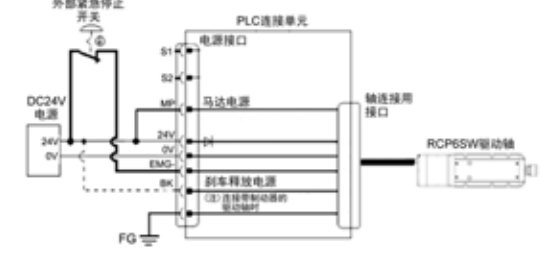 外部紧急停止
开关
PLC连接单元
电源接口
S1
S2
DC24V
电源
MP
马达电源
轴连接用
接口
24V
24V
0V
0V
EMG-
RCP6SW驱动轴
BK
刹车释放电源
(注)连接带制动器的
驱动轴时
FG